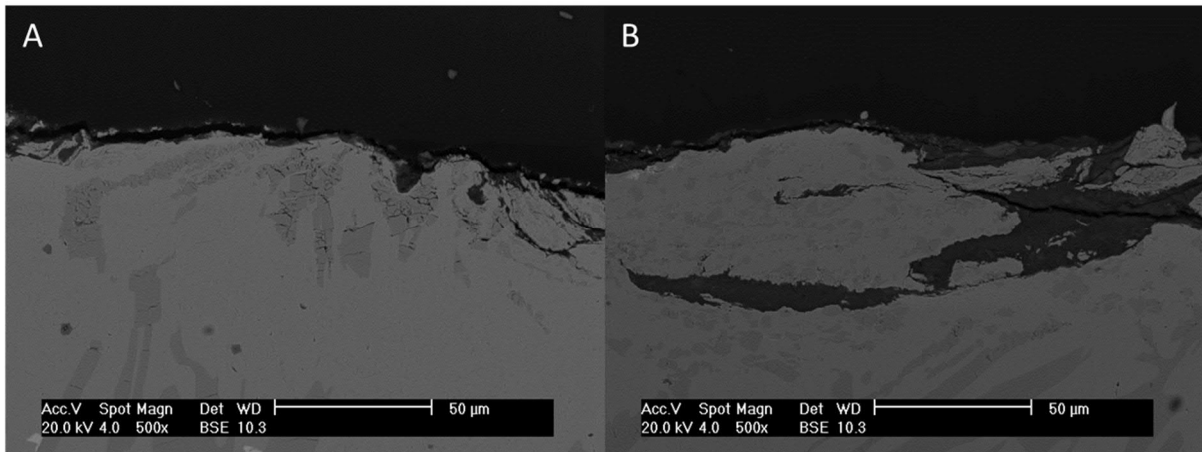 A
B
Acc.V Spot Magn Det WD 50 µm
20.0 kV 4.0 500x BSE 10.3
Acc.V Spot Magn Det WD 50 µm
20.0 kV 4.0 500x BSE 10.3